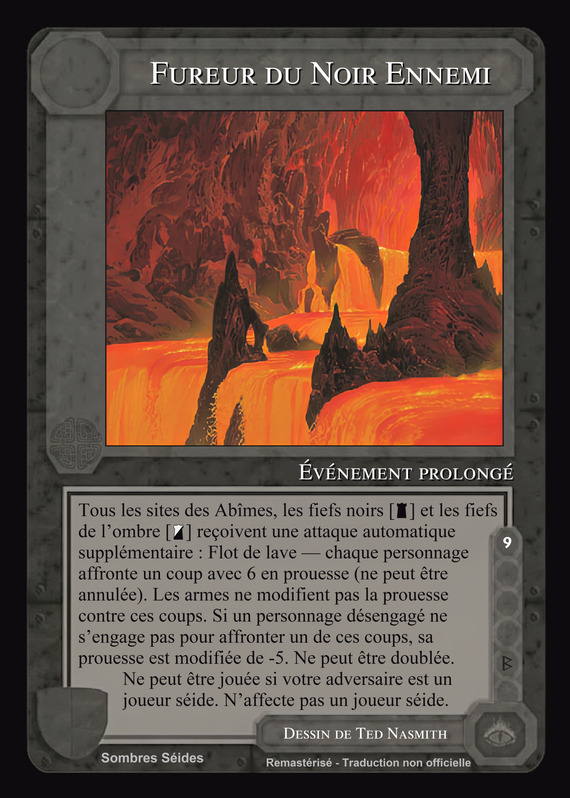 Fureur du Noir Ennemi
Événement prolongé
Tous les sites des Abîmes, les fiefs noirs [ ] et les fiefs
de l'ombre [ ] reçoivent une attaque automatique
supplémentaire : Flot de lave — chaque personnage
affronte un coup avec 6 en prouesse (ne peut être
annulée). Les armes ne modifient pas la prouesse
contre ces coups. Si un personnage désengagé ne
s'engage pas pour affronter un de ces coups, sa
prouesse est modifiée de -5. Ne peut être doublée.
Ne peut être jouée si votre adversaire est un
joueur séide. N'affecte pas un joueur séide.
9
Dessin de Ted Nasmith
Sombres Séides
Remastérisé - Traduction non officielle